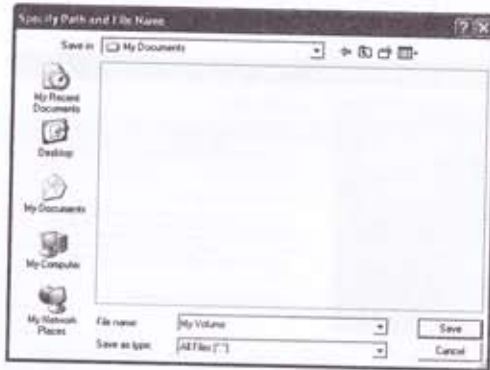 Specify Path and File Name
Save in: My Documents
My Recent
Documents
Desktop
My Documents
My Computer
My Network
Places
File name: My Volume
Save as type: All Files (*.*)
Save
Cancel